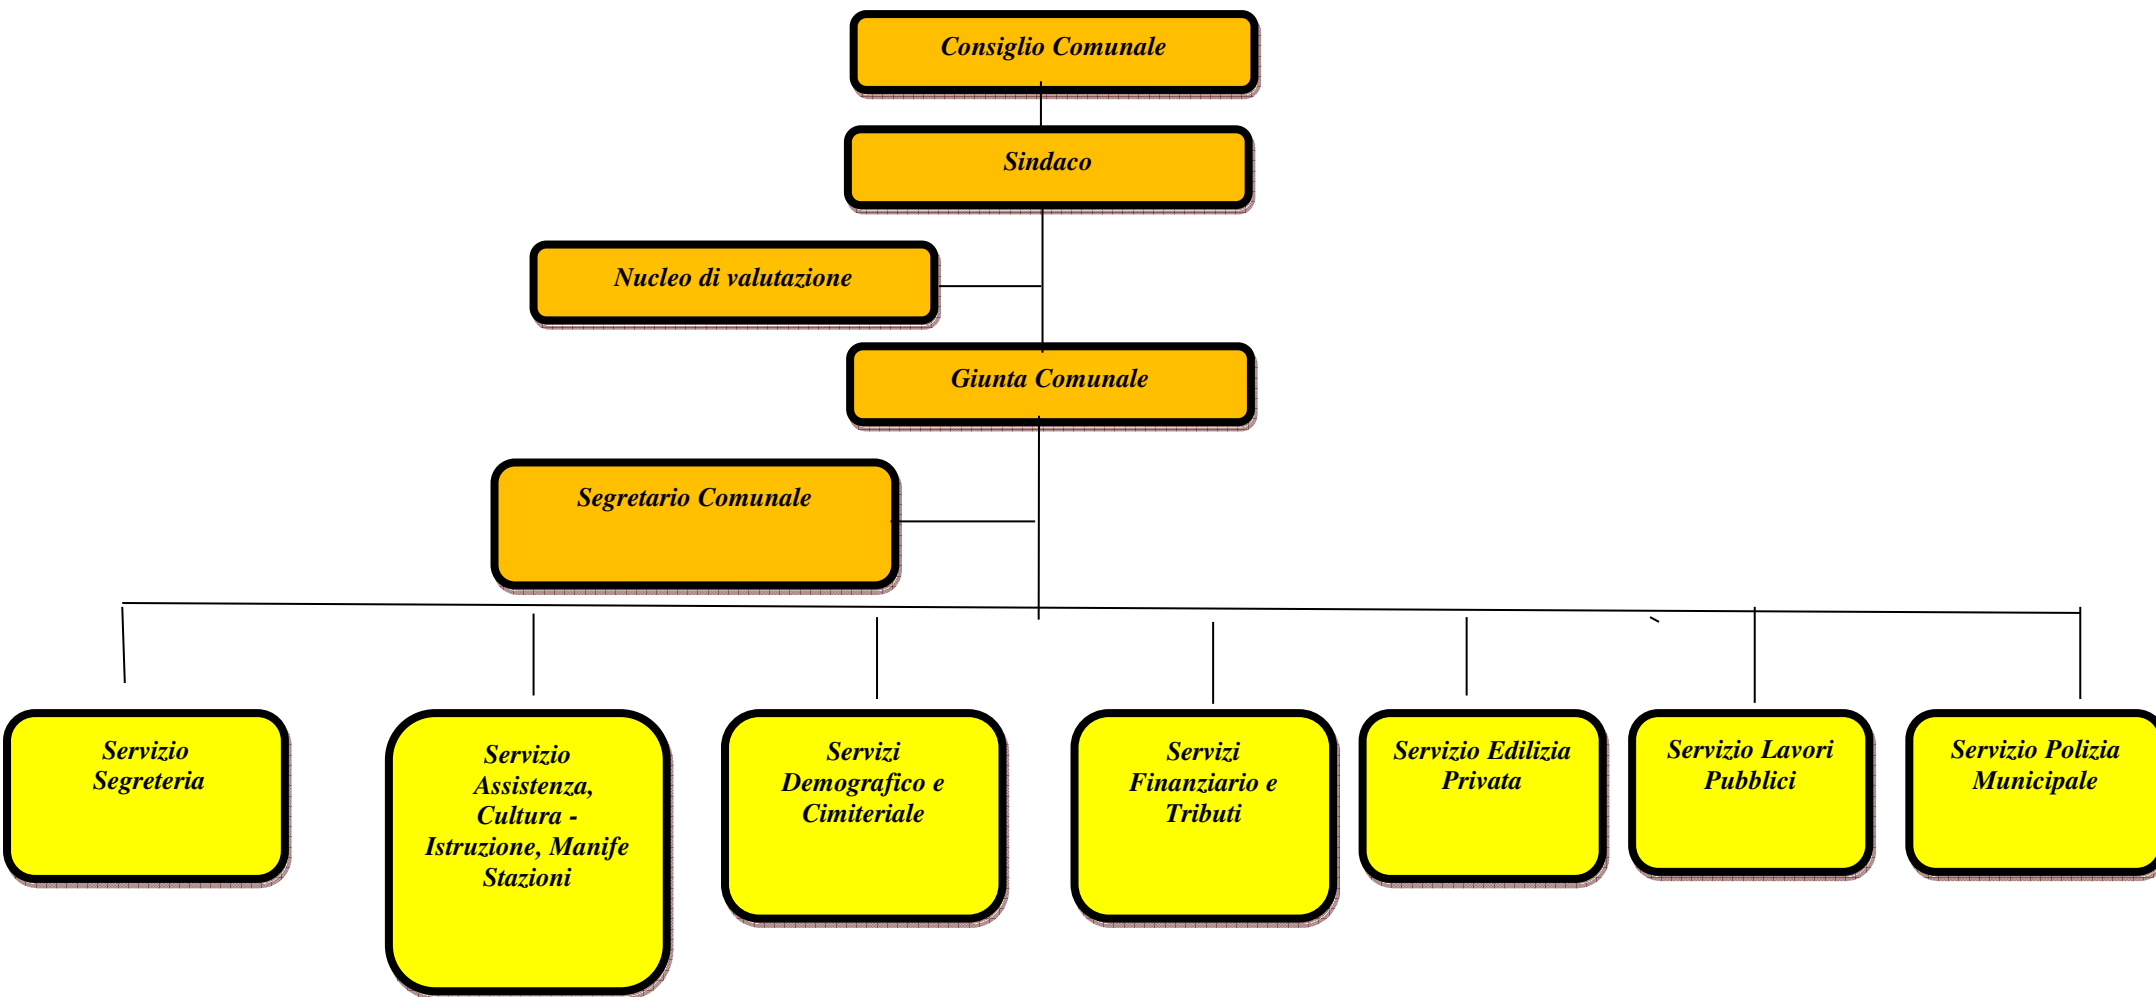 Consiglio Comunale
Sindaco
Nucleo di valutazione
Giunta Comunale
Segretario Comunale
Servizio
Segreteria
Servizio
Assistenza,
Cultura -
Istruzione, Manife
Stazioni
Servizi
Demografico e
Cimiteriale
Servizi
Finanziario e
Tributi
Servizio Edilizia
Privata
Servizio Lavori
Pubblici
Servizio Polizia
Municipale